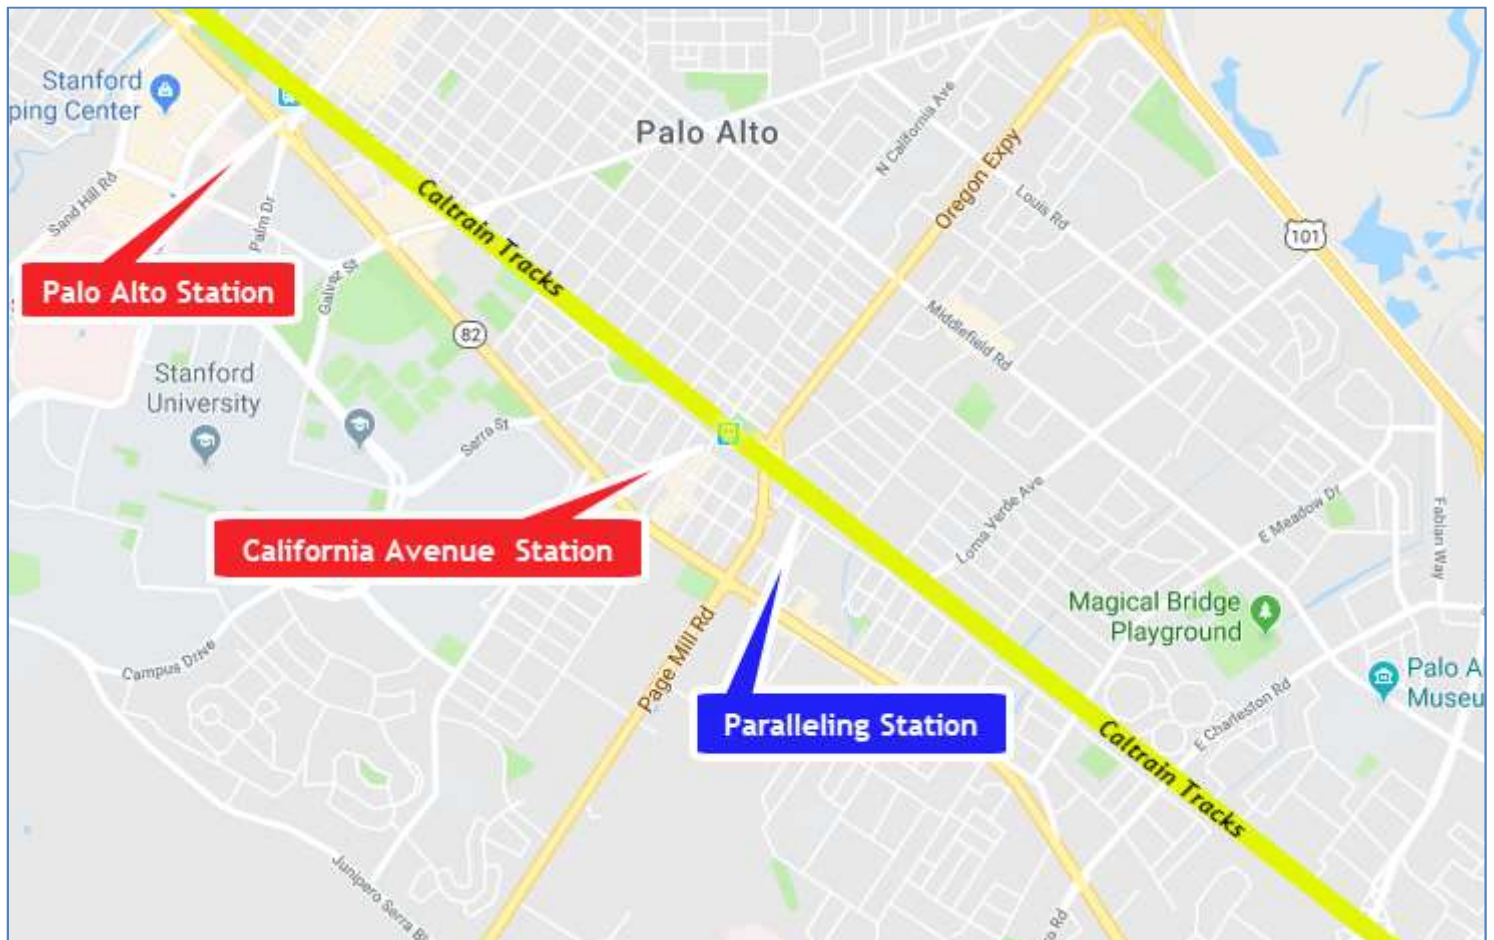 Stanford
ping Center
Palo Alto
N California Ave
Oregon Expy
Louis Rd
101
Sand Hill Rd
Palm Dr
Caltrain Tracks
Palo Alto Station
Galvez St
82
Middlefield Rd
Stanford
University
Serra St
California Avenue Station
Loma Verde Ave
E Meadow Dr
Fabian Way
Magical Bridge
Playground
Campus Drive
Page Mill Rd
Palo A
Museu
E Charleston Rd
Paralleling Station
Caltrain Tracks
Junipero Serra B
o Rd